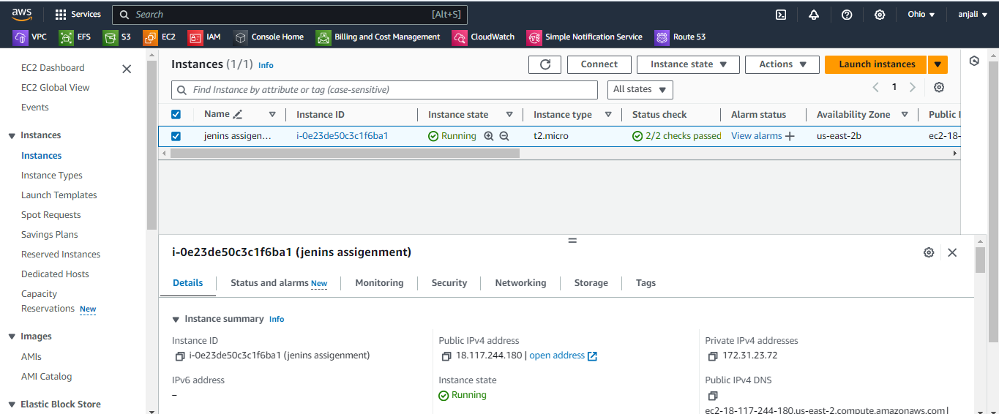 aws Services Search [Alt+S] Ohio ▼ anjali ▼
VPC EFS S3 EC2 IAM Console Home Billing and Cost Management CloudWatch Simple Notification Service Route 53
EC2 Dashboard
EC2 Global View
Events
Instances
Instances
Instance Types
Launch Templates
Spot Requests
Savings Plans
Reserved Instances
Dedicated Hosts
Capacity
Reservations New
Images
AMIs
AMI Catalog
Elastic Block Store
Instances (1/1) Info Connect Instance state ▼ Actions ▼ Launch instances ▼
Find Instance by attribute or tag (case-sensitive) All states ▼ 1
Name Instance ID Instance state Instance type Status check Alarm status Availability Zone Public I
jenins assigen... i-0e23de50c3c1f6ba1 Running t2.micro 2/2 checks passed View alarms + us-east-2b ec2-18-
i-0e23de50c3c1f6ba1 (jenins assigenment)
Details Status and alarms New Monitoring Security Networking Storage Tags
Instance summary Info
Instance ID
i-0e23de50c3c1f6ba1 (jenins assigenment)
IPv6 address
–
Public IPv4 address
18.117.244.180 | open address
Instance state
Running
Private IPv4 addresses
172.31.23.72
Public IPv4 DNS
ec2-18-117-244-180.us-east-2.compute.amazonaws.com |